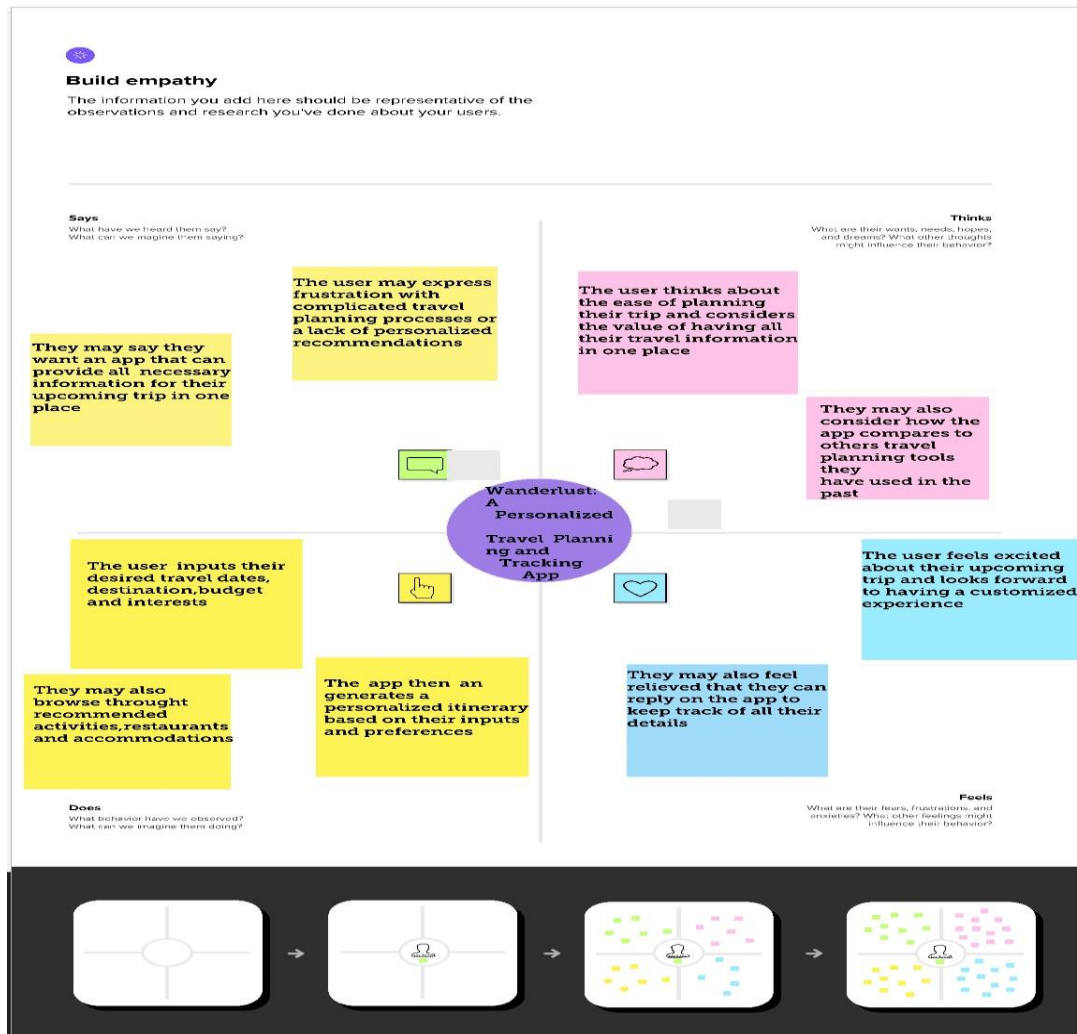 Build empathy
The information you add here should be representative of the
observations and research you've done about your users.
Says
What have we heard them say?
What can we magine them saying?
Thinks
What are their wants, needs, hopes,
and dreams? What other thoughts
might influence their behavior?
The user may express
frustration with
complicated travel
planning processes or
a lack of personalized
recommendations
They may say they
want an app that can
provide all necessary
information for their
upcoming trip in one
place
The user thinks about
the ease of planning
their trip and considers
the value of having all
their travel information
in one place
They may also
consider how the
app compares to
others travel
planning tools
they
have used in the
past
Wanderlust:
A
Personalized
Travel Planni
ng and
Tracking
App
The user inputs their
desired travel dates,
destination,budget
and interests
They may also
browse throught
recommended
activities,restaurants
and accommodations
The app then an
generates a
personalized itinerary
based on their inputs
and preferences
The user feels excited
about their upcoming
trip and looks forward
to having a customized
experience
They may also feel
relieved that they can
reply on the app to
keep track of all their
details
Does
What behavior have we observed?
What can we imagine them doing?
Feels
What are their fears, frustrations, and
anxieties? What other feelings might
influence their behavior?